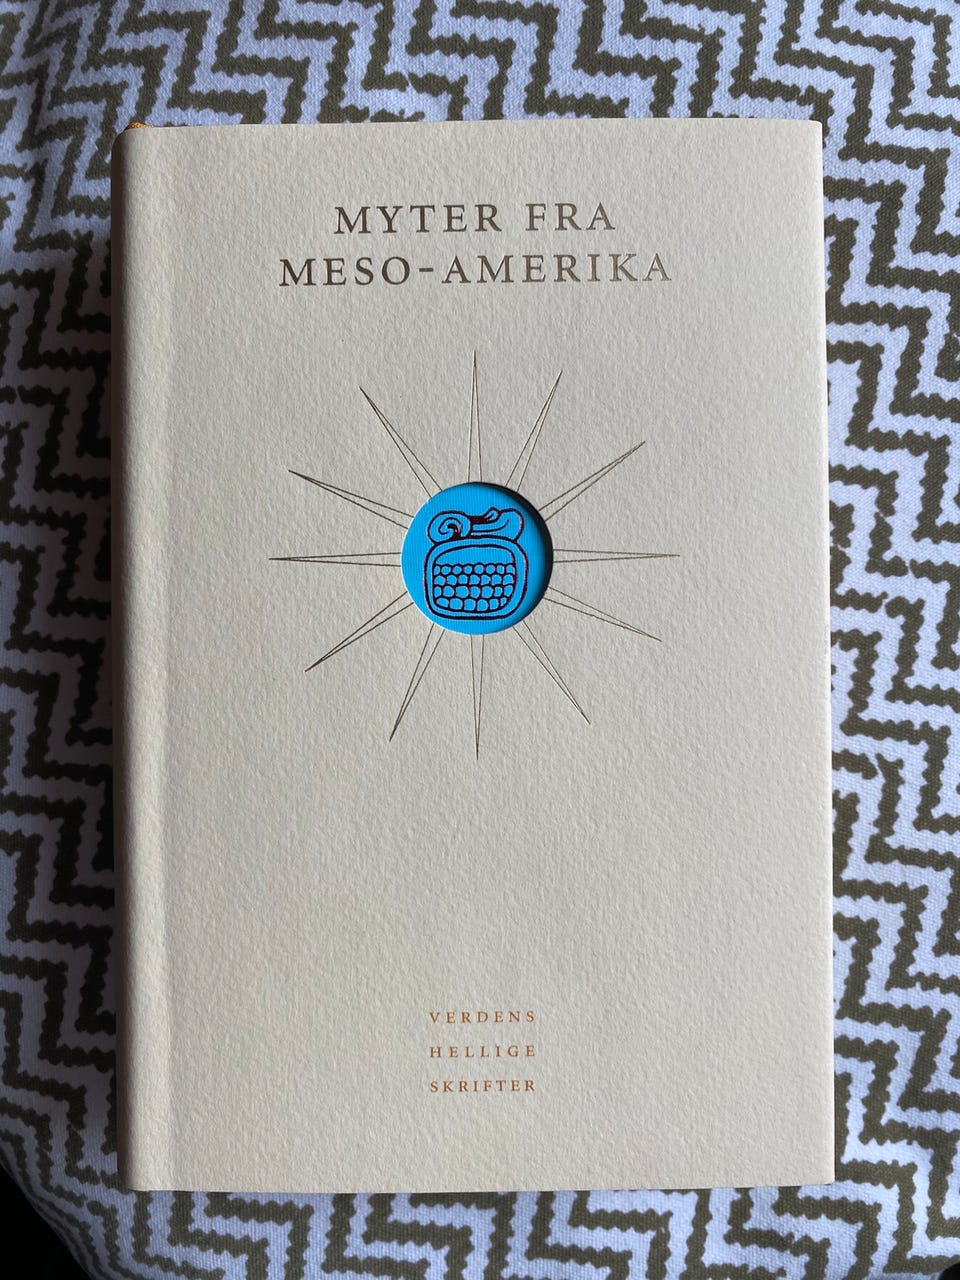 MYTER FRA
MESO-AMERIKA
VERDENS
HELLIGE
SKRIFTER